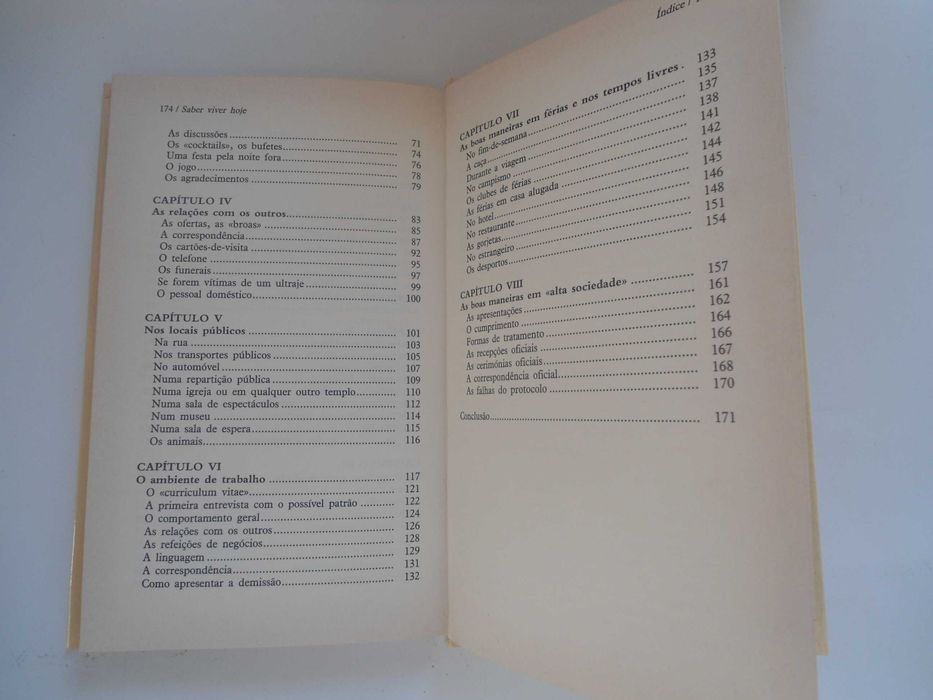 174 / Saber viver hoje
As discussões 71
Os «cocktails», os bufetes 74
Uma festa pela noite fora 76
O jogo 78
Os agradecimentos 79
CAPÍTULO IV
As relações com os outros 83
As ofertas, as «broas» 85
A correspondência 87
Os cartões-de-visita 92
O telefone 95
Os funerais 97
Se forem vítimas de um ultraje 99
O pessoal doméstico 100
CAPÍTULO V
Nos locais públicos 101
Na rua 103
Nos transportes públicos 105
No automóvel 107
Numa repartição pública 109
Numa igreja ou em qualquer outro templo 110
Numa sala de espectáculos 112
Num museu 114
Numa sala de espera 115
Os animais 116
CAPÍTULO VI
O ambiente de trabalho 117
O «curriculum vitae» 121
A primeira entrevista com o possível patrão 122
O comportamento geral 124
As relações com os outros 126
As refeições de negócios 128
A linguagem 129
A correspondência 131
Como apresentar a demissão 132
Índice /
CAPÍTULO VII
As boas maneiras em férias e nos tempos livres 133
No fim-de-semana 135
A caça 137
Durante a viagem 138
No campismo 141
Os clubes de férias 142
As férias em casa alugada 144
No hotel 145
No restaurante 146
As gorjetas 148
No estrangeiro 151
Os desportos 154
CAPÍTULO VIII
As boas maneiras em «alta sociedade» 157
As apresentações 161
O cumprimento 162
Formas de tratamento 164
As recepções oficiais 166
As cerimónias oficiais 167
A correspondência oficial 168
As falhas do protocolo 170
Conclusão 171